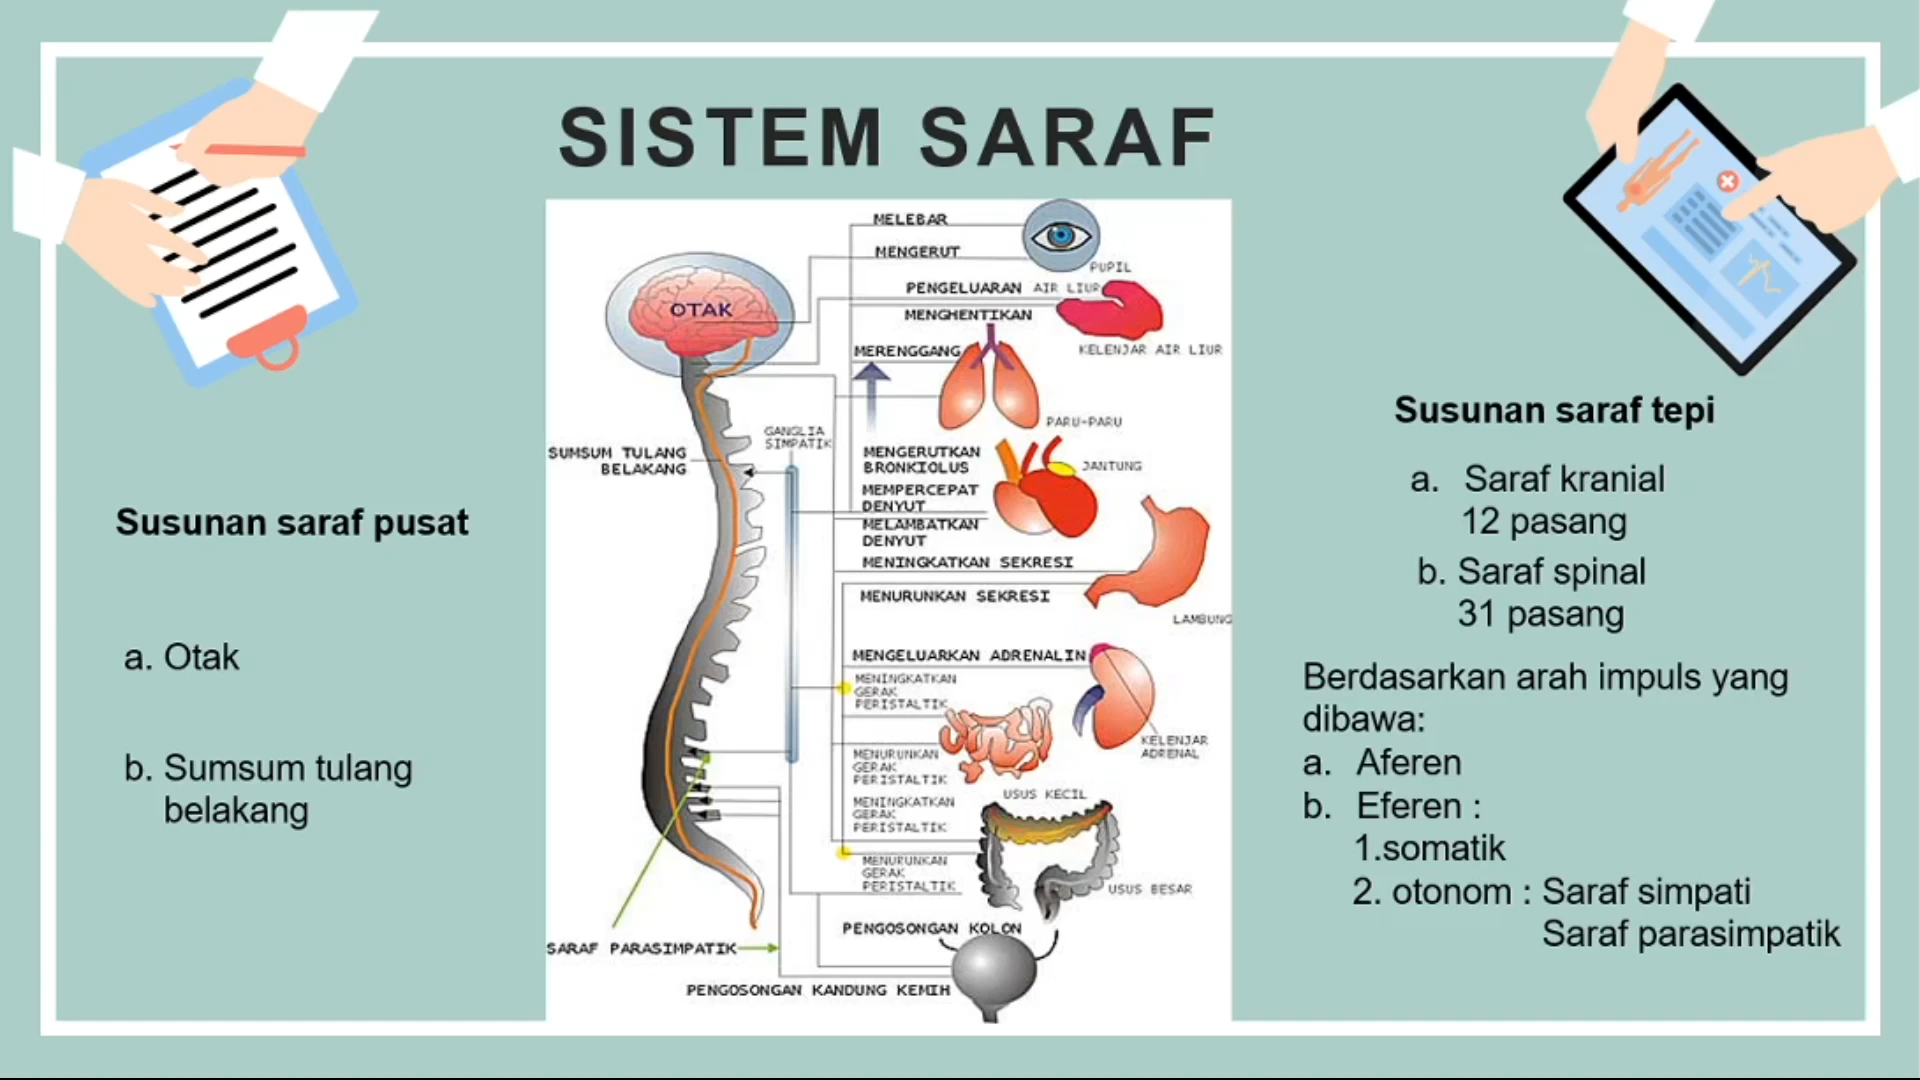 SISTEM SARAF
Susunan saraf pusat
a. Otak
b. Sumsum tulang
belakang
MELEBAR
MENGERUT
PUPIL
PENGELUARAN AIR LIUR
MENGHENTIKAN
KELENJAR AIR LIUR
OTAK
MERENGGANG
PARU-PARU
GANGLIA
SIMPATIK
SUMSUM TULANG
BELAKANG
MENGERUTKAN
BRONKIOLUS
JANTUNG
MEMPERCEPAT
DENYUT
MELAMBATKAN
DENYUT
MENINGKATKAN SEKRESI
MENURUNKAN SEKRESI
LAMBUNG
MENGELUARKAN ADRENALIN
MENINGKATKAN
GERAK
PERISTALTIK
KELENJAR
ADRENAL
MENURUNKAN
GERAK
PERISTALTIK
USUS KECIL
MENINGKATKAN
GERAK
PERISTALTIK
MENURUNKAN
GERAK
PERISTALTIK
USUS BESAR
PENGOSONGAN KOLON
SARAF PARASIMPATIK
PENGOSONGAN KANDUNG KEMIH
Susunan saraf tepi
a. Saraf kranial
12 pasang
b. Saraf spinal
31 pasang
Berdasarkan arah impuls yang
dibawa:
a. Aferen
b. Eferen :
1.somatik
2. otonom : Saraf simpati
Saraf parasimpatik